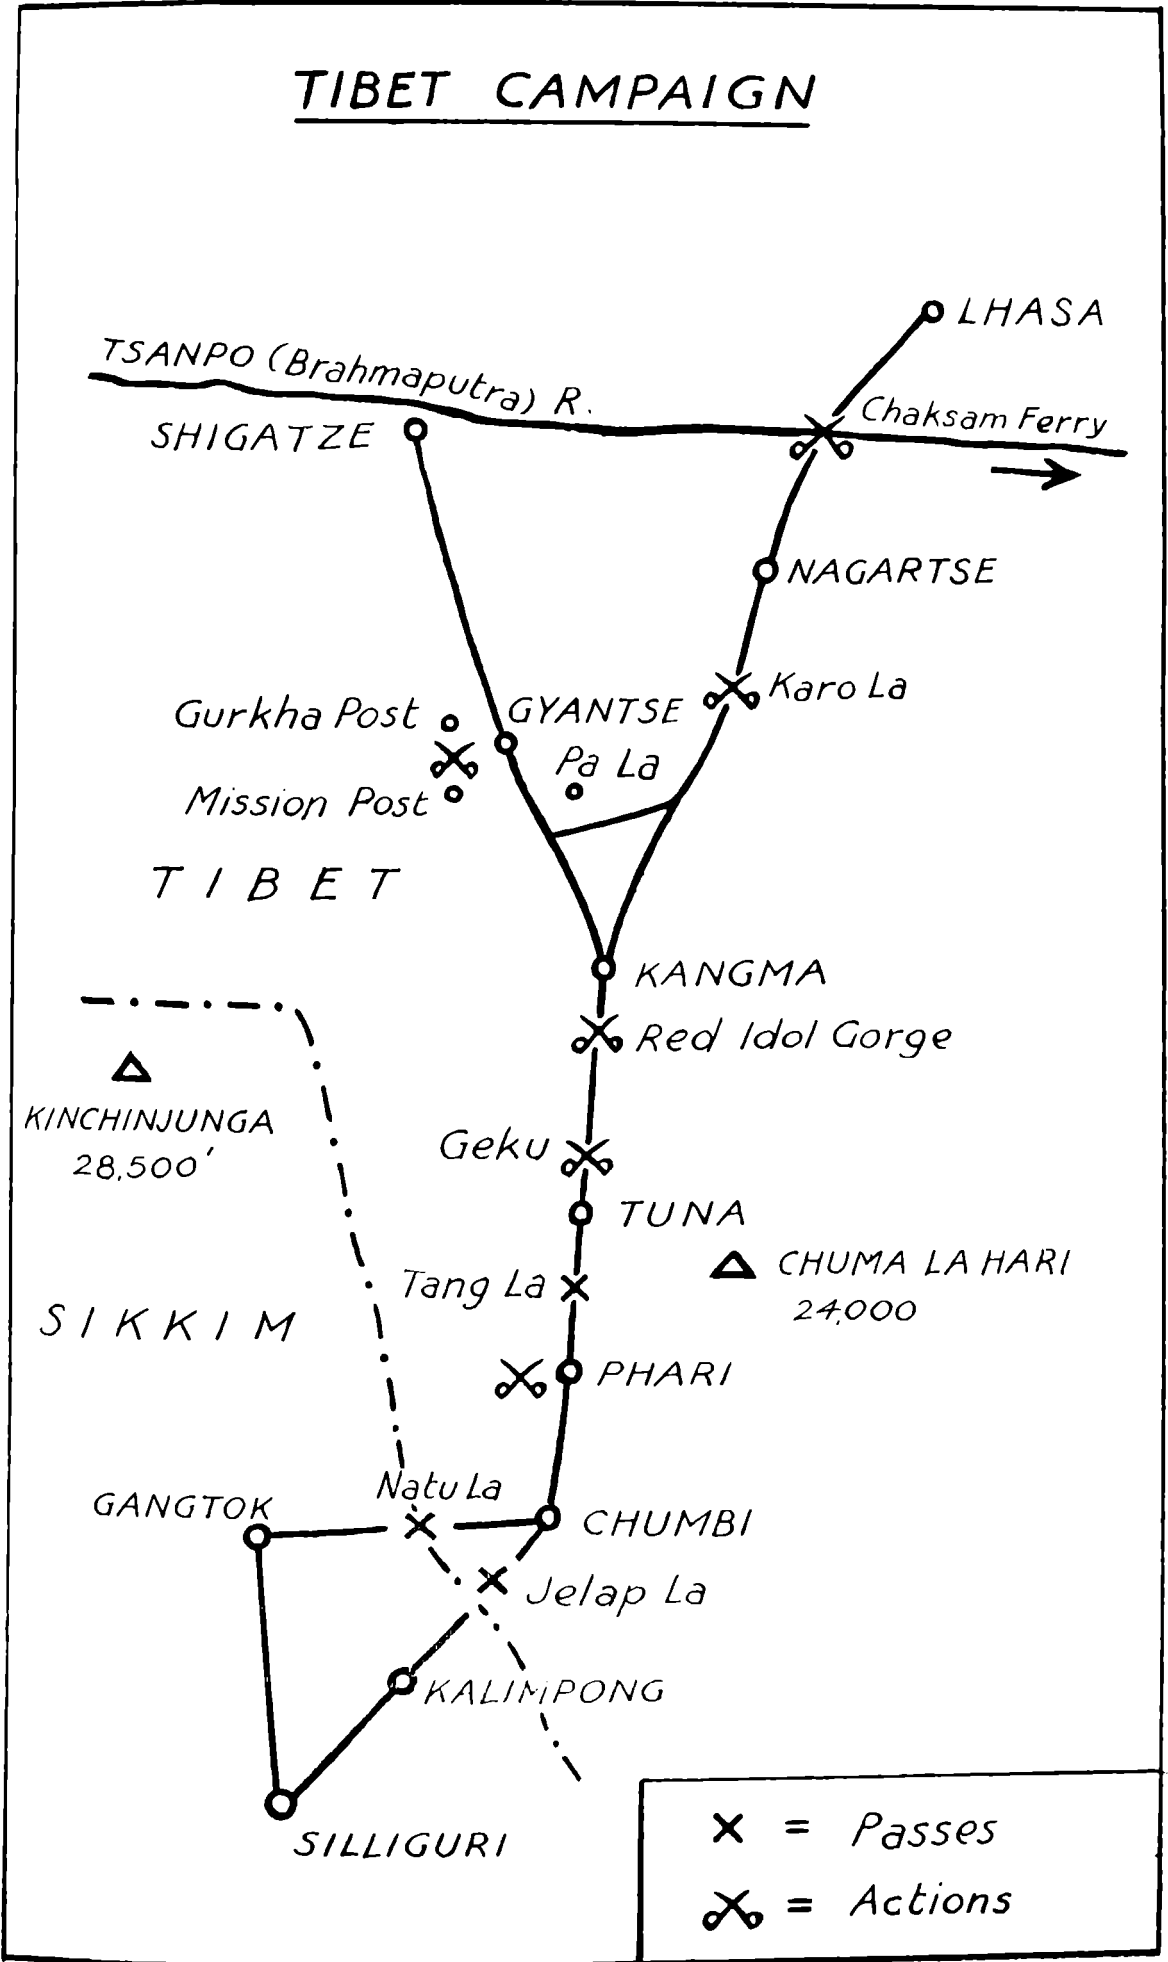 TIBET CAMPAIGN
LHASA
TSANPO (Brahmaputra) R.
Chaksam Ferry
SHIGATZE
NAGARTSE
Karo La
Gurkha Post
GYANTSE
Pa La
Mission Post
TIBET
KANGMA
Red Idol Gorge
KINCHINJUNGA
28,500'
Geku
TUNA
CHUMA LA HARI
24,000
Tang La
SIKKIM
PHARI
Natu La
GANGTOK
CHUMBI
Jelap La
KALIMPONG
SILLIGURI
× = Passes
= Actions